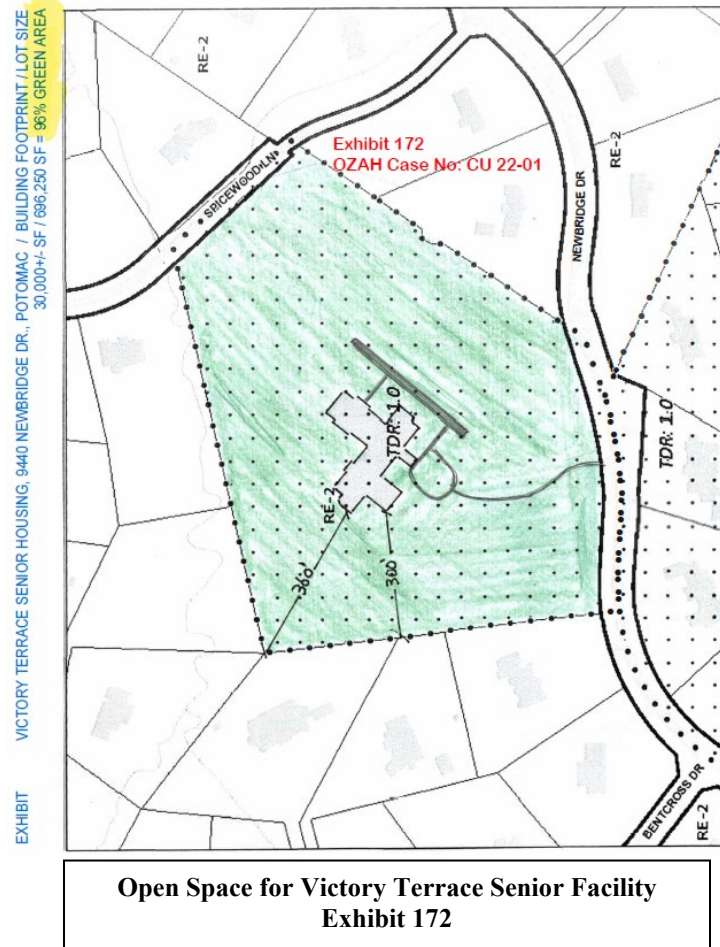 EXHIBIT VICTORY TERRACE SENIOR HOUSING, 9440 NEWBRIDGE DR., POTOMAC / BUILDING FOOTPRINT / LOT SIZE
30,000+/- SF / 696,250 SF = 96% GREEN AREA
RE-2
Exhibit 172
OZAH Case No: CU 22-01
RE-2
SPICEWOOD LN
NEWBRIDGE DR
TDR: 1.0
TDR: 1.0
RE-2
360'
300'
BENTCROSS DR
RE-2
Open Space for Victory Terrace Senior Facility
Exhibit 172